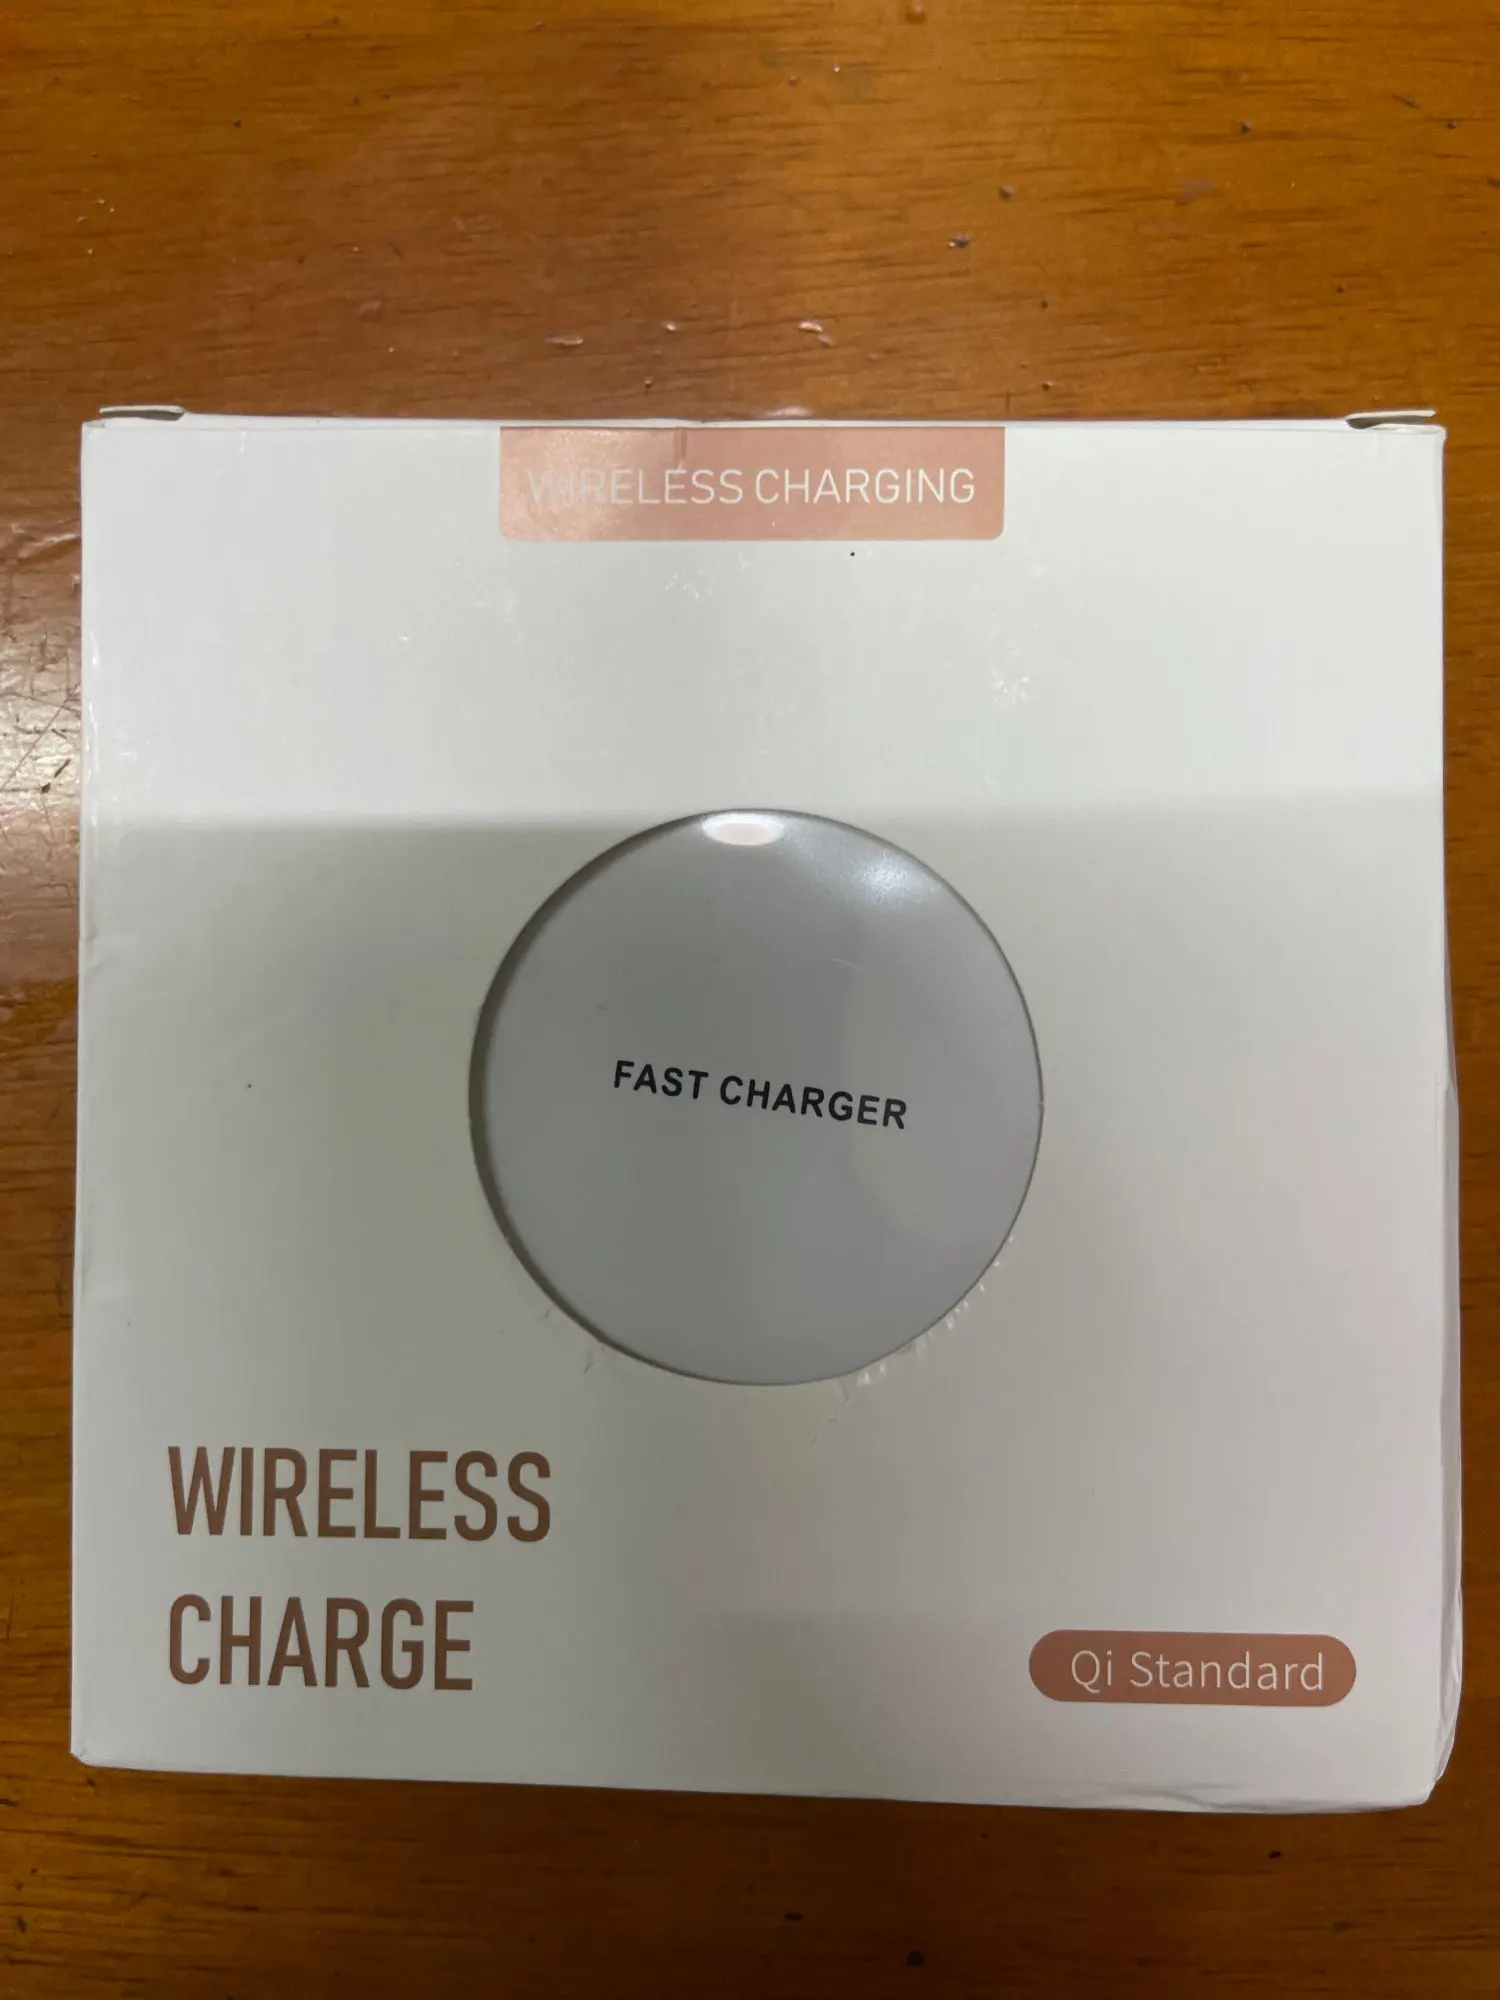 WIRELESS CHARGING
FAST CHARGER
WIRELESS
CHARGE
Qi Standard